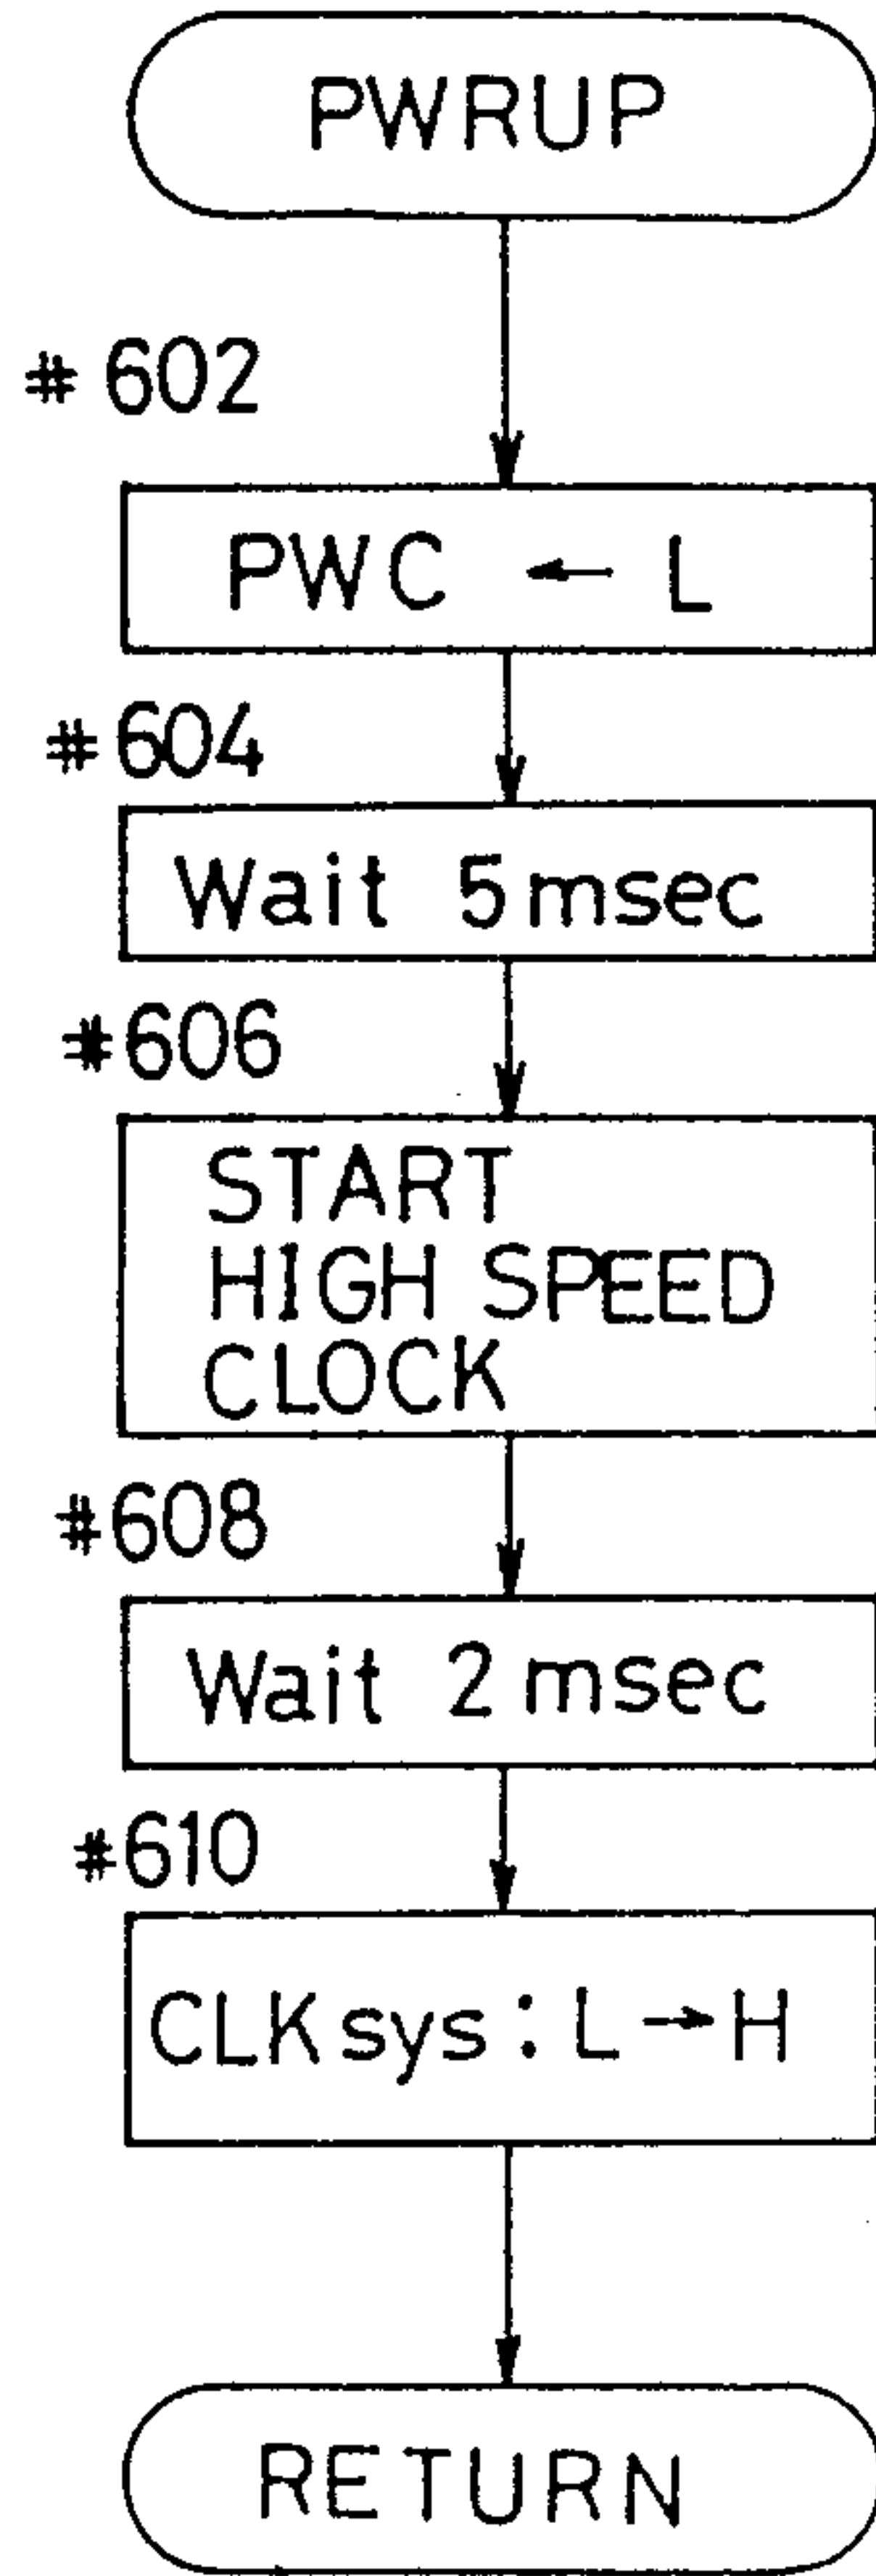 PWRUP
# 602
PWC ← L
# 604
Wait 5msec
#606
START
HIGH SPEED
CLOCK
#608
Wait 2msec
#610
CLKsys : L → H
RETURN